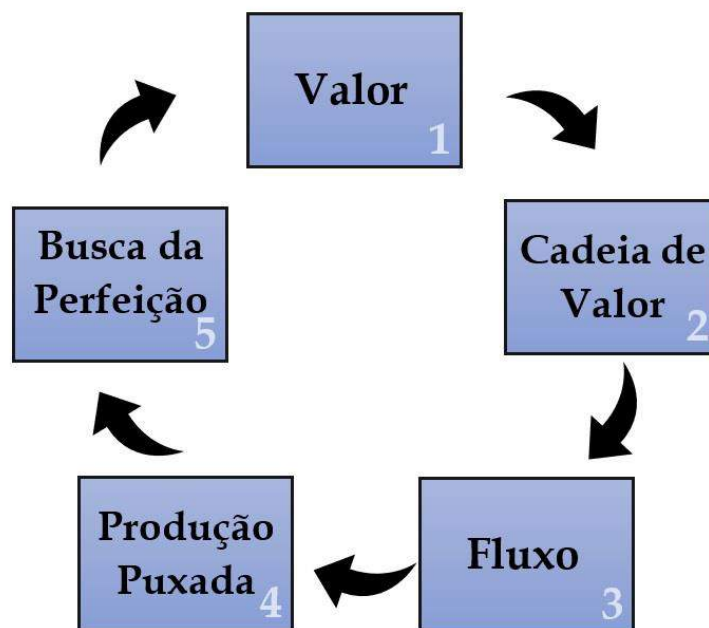 Valor
1
Cadeia de
Valor
2
Fluxo
3
Produção
Puxada
4
Busca da
Perfeição
5